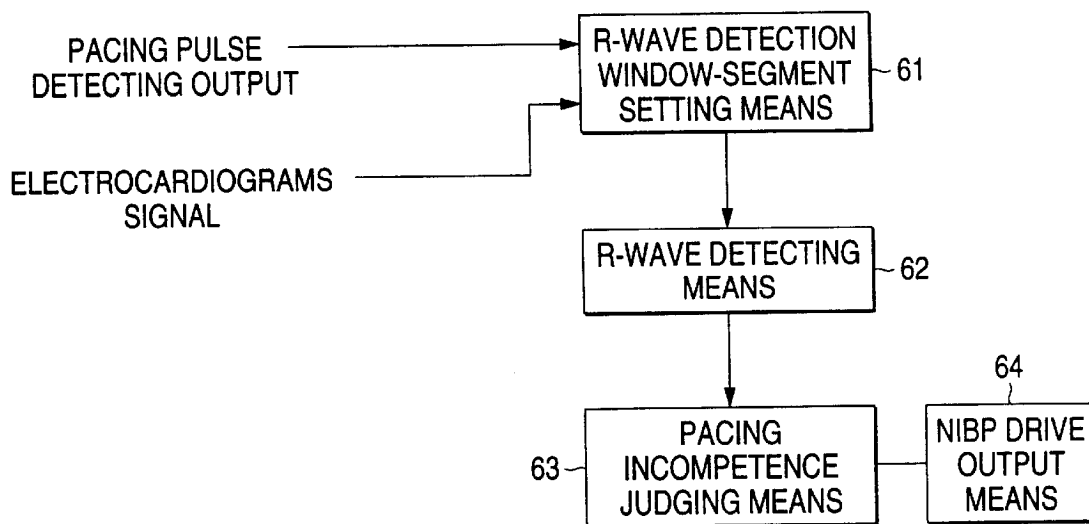 PACING PULSE
DETECTING OUTPUT
R-WAVE DETECTION
WINDOW-SEGMENT
SETTING MEANS
61
ELECTROCARDIOGRAMS
SIGNAL
R-WAVE DETECTING
MEANS
62
63
PACING
INCOMPETENCE
JUDGING MEANS
64
NIBP DRIVE
OUTPUT
MEANS